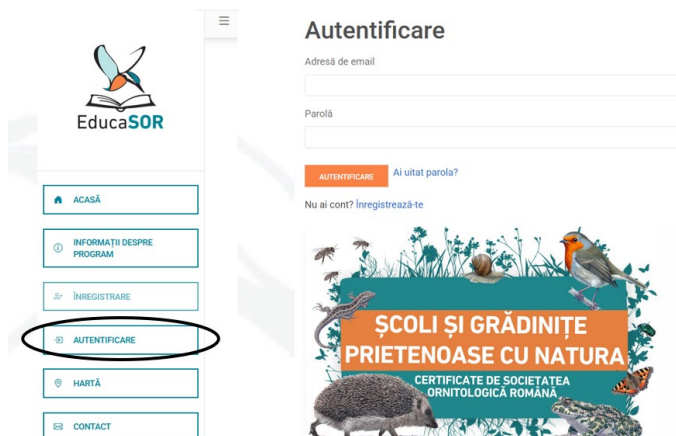 EducaSOR
ACASĂ
INFORMAȚII DESPRE
PROGRAM
ÎNREGISTRARE
AUTENTIFICARE
HARTĂ
CONTACT
Autentificare
Adresă de email
Parolă
AUTENTIFICARE Ai uitat parola?
Nu ai cont? Înregistrează-te
ȘCOLI ȘI GRĂDINIȚE
PRIETENOASE CU NATURA
CERTIFICATE DE SOCIETATEA
ORNITOLOGICĂ ROMÂNĂ